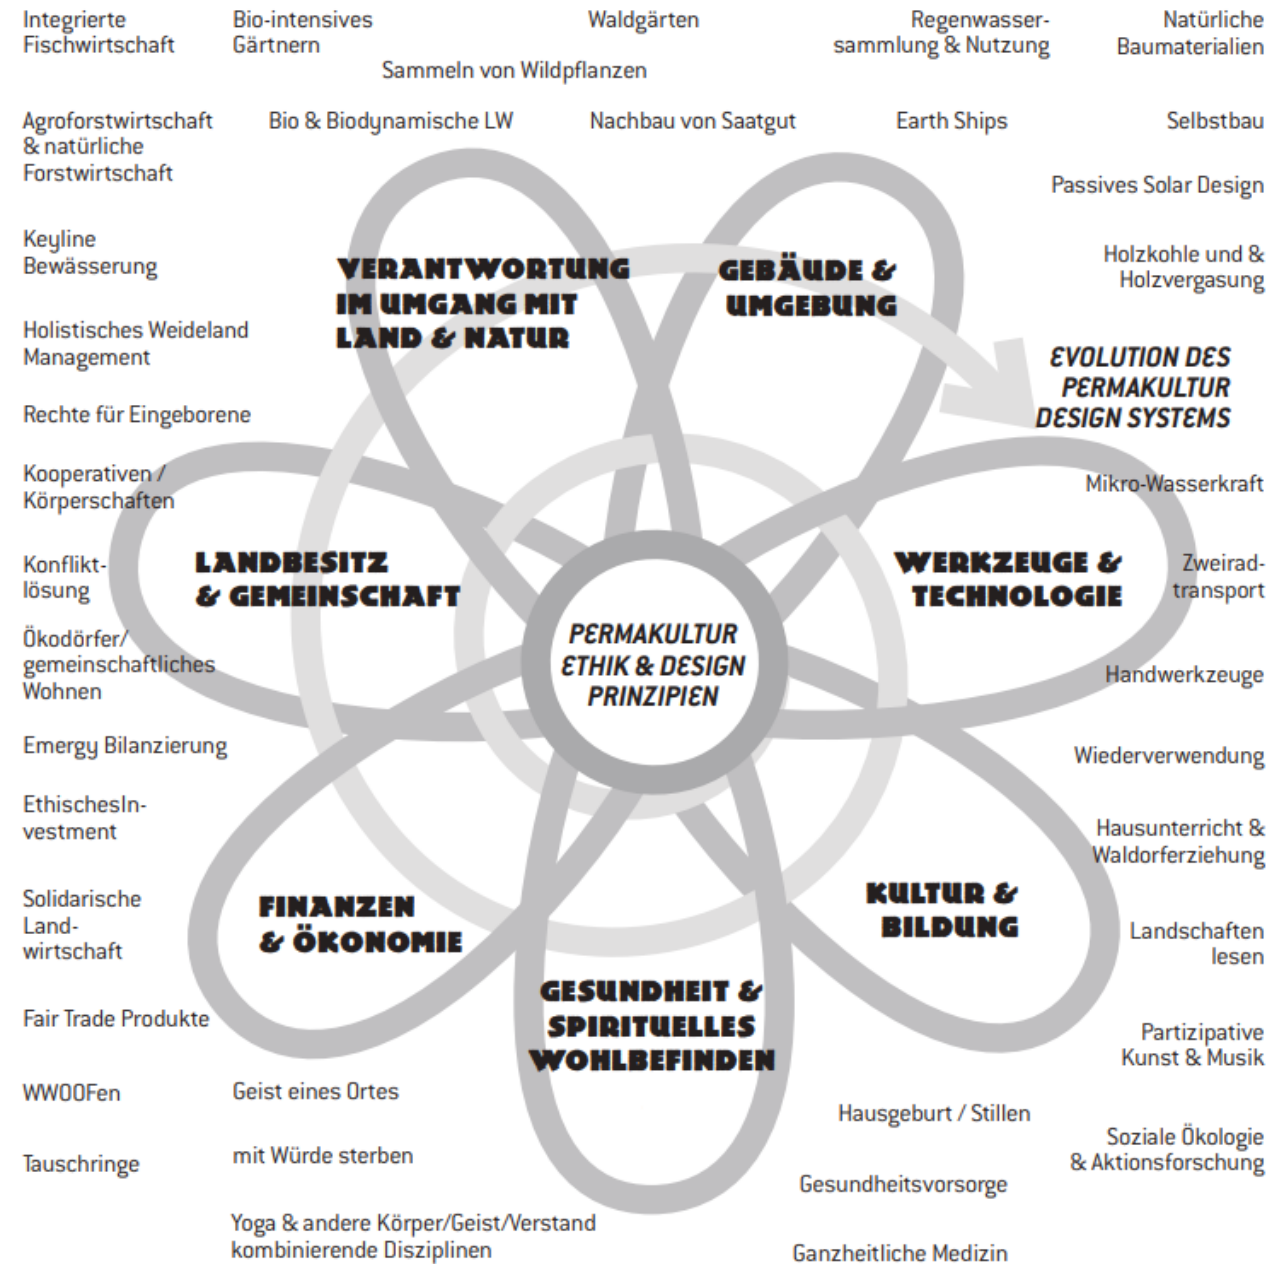 Integrierte
Fischwirtschaft
Bio-intensives
Gärtnern
Waldgärten
Regenwasser-
sammlung & Nutzung
Natürliche
Baumaterialien
Sammeln von Wildpflanzen
Agroforstwirtschaft
& natürliche
Forstwirtschaft
Bio & Biodynamische LW
Nachbau von Saatgut
Earth Ships
Selbstbau
Passives Solar Design
Keyline
Bewässerung
VERANTWORTUNG
IM UMGANG MIT
LAND & NATUR
GEBÄUDE &
UMGEBUNG
Holzkohle und &
Holzvergasung
Holistisches Weideland
Management
EVOLUTION DES
PERMAKULTUR
DESIGN SYSTEMS
Rechte für Eingeborene
Kooperativen /
Körperschaften
Mikro-Wasserkraft
Konflikt-
lösung
LANDBESITZ
& GEMEINSCHAFT
WERKZEUGE &
TECHNOLOGIE
Zweirad-
transport
PERMAKULTUR
ETHIK & DESIGN
PRINZIPIEN
Ökodörfer/
gemeinschaftliches
Wohnen
Handwerkzeuge
Emergy Bilanzierung
Wiederverwendung
EthischesIn-
vestment
Hausunterricht &
Waldorferziehung
Solidarische
Land-
wirtschaft
FINANZEN
& ÖKONOMIE
KULTUR &
BILDUNG
Landschaften
lesen
GESUNDHEIT &
SPIRITUELLES
WOHLBEFINDEN
Fair Trade Produkte
Partizipative
Kunst & Musik
WWOOFen
Geist eines Ortes
Hausgeburt / Stillen
Soziale Ökologie
& Aktionsforschung
Tauschringe
mit Würde sterben
Gesundheitsvorsorge
Yoga & andere Körper/Geist/Verstand
kombinierende Disziplinen
Ganzheitliche Medizin